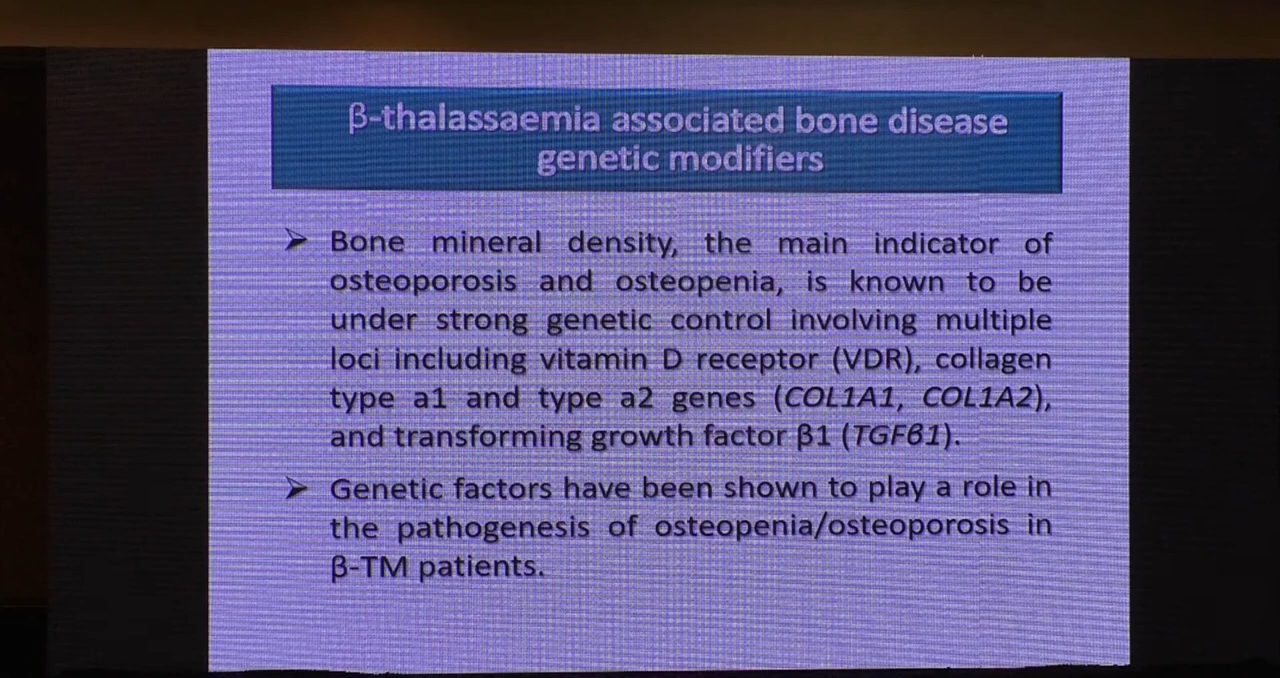 β-thalassaemia associated bone disease
genetic modifiers
➢ Bone mineral density, the main indicator of
osteoporosis and osteopenia, is known to be
under strong genetic control involving multiple
loci including vitamin D receptor (VDR), collagen
type a1 and type a2 genes (COL1A1, COL1A2),
and transforming growth factor β1 (TGFβ1).
➢ Genetic factors have been shown to play a role in
the pathogenesis of osteopenia/osteoporosis in
β-TM patients.